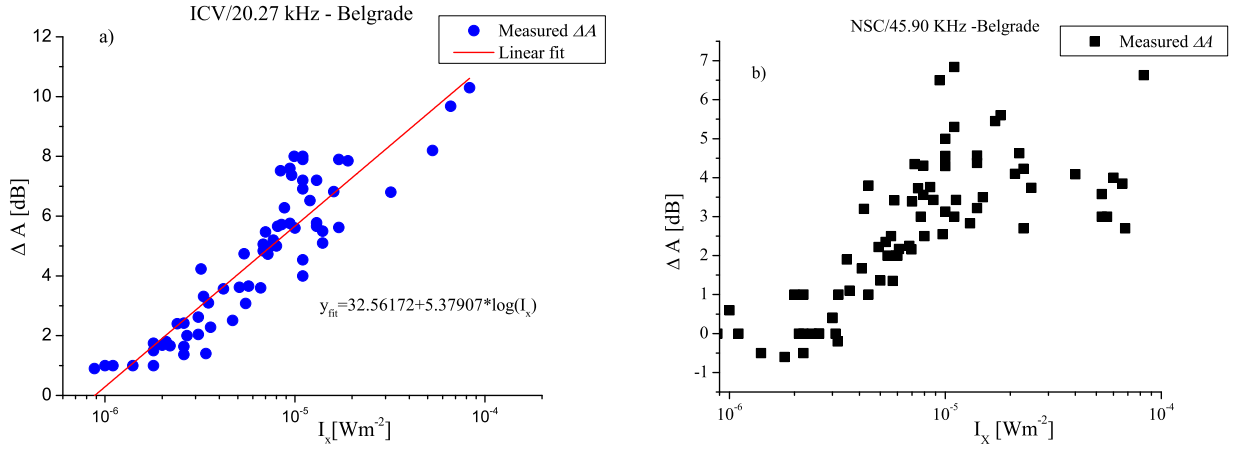 ICV/20.27 kHz - Belgrade
a)
Measured ΔA
Linear fit
12
10
8
6
4
2
0
Δ A [dB]
y_fit=32.56172+5.37907*log(I_x)
10^-6
10^-5
10^-4
I_x[Wm^-2]
NSC/45.90 KHz -Belgrade
b)
Measured ΔA
7
6
5
4
3
2
1
0
-1
Δ A [dB]
10^-6
10^-5
10^-4
I_X [Wm^-2]